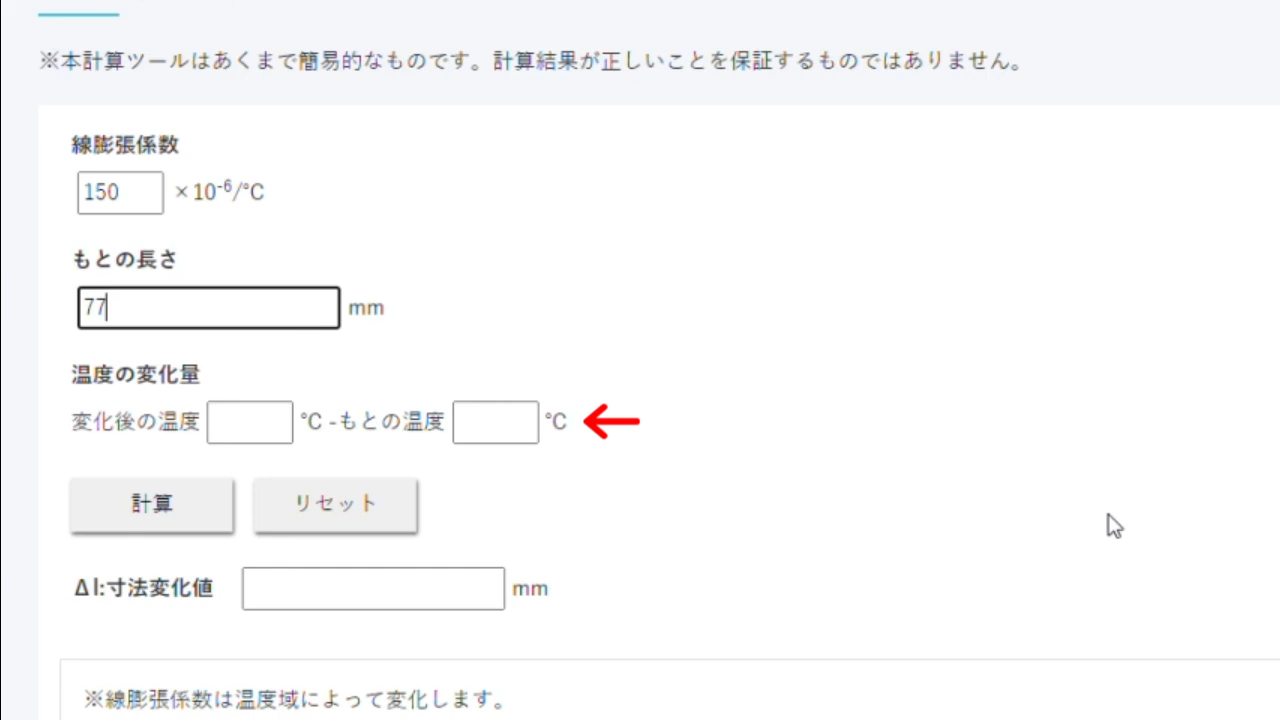 ※本計算ツールはあくまで簡易的なものです。計算結果が正しいことを保証するものではありません。
線膨張係数
150 ×10-6/℃
もとの長さ
77 mm
温度の変化量
変化後の温度 ℃ -もとの温度 ℃
計算 リセット
Δl:寸法変化値 mm
※線膨張係数は温度域によって変化します。